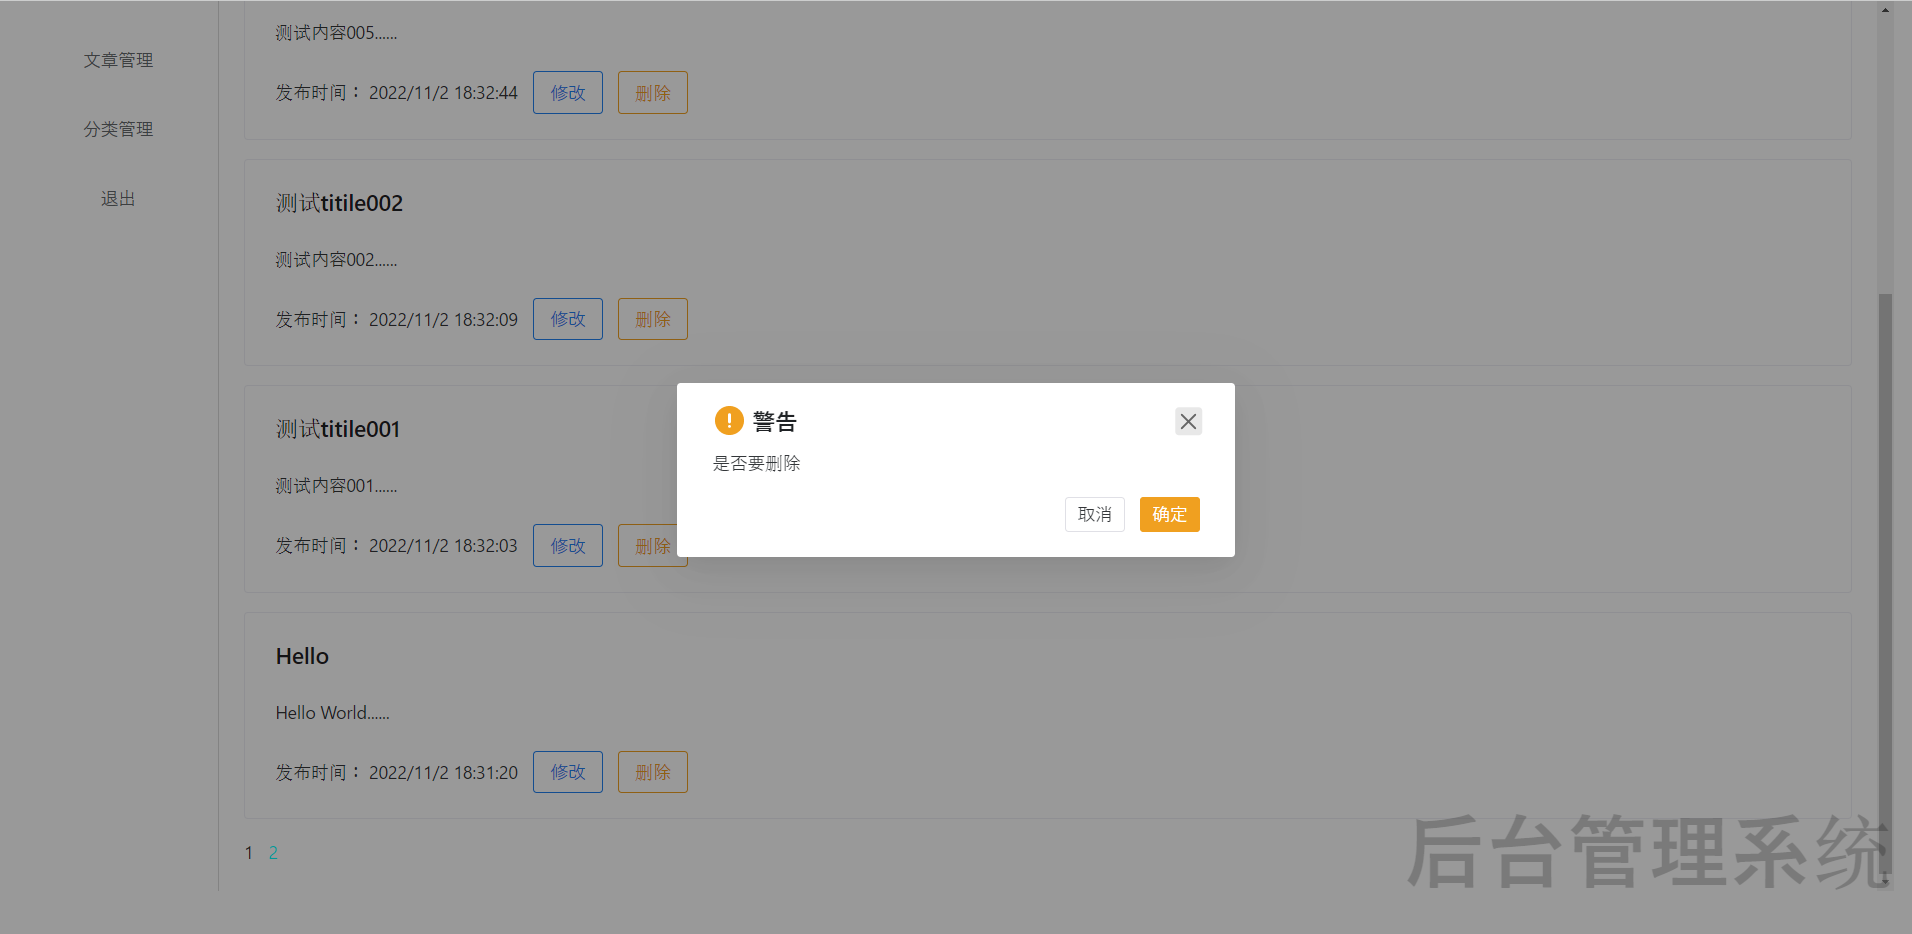 文章管理
分类管理
退出
测试内容005......
发布时间： 2022/11/2 18:32:44 修改 删除
测试titile002
测试内容002......
发布时间： 2022/11/2 18:32:09 修改 删除
测试titile001
测试内容001......
发布时间： 2022/11/2 18:32:03 修改 删除
警告
是否要删除
取消 确定
Hello
Hello World......
发布时间： 2022/11/2 18:31:20 修改 删除
1 2
后台管理系统